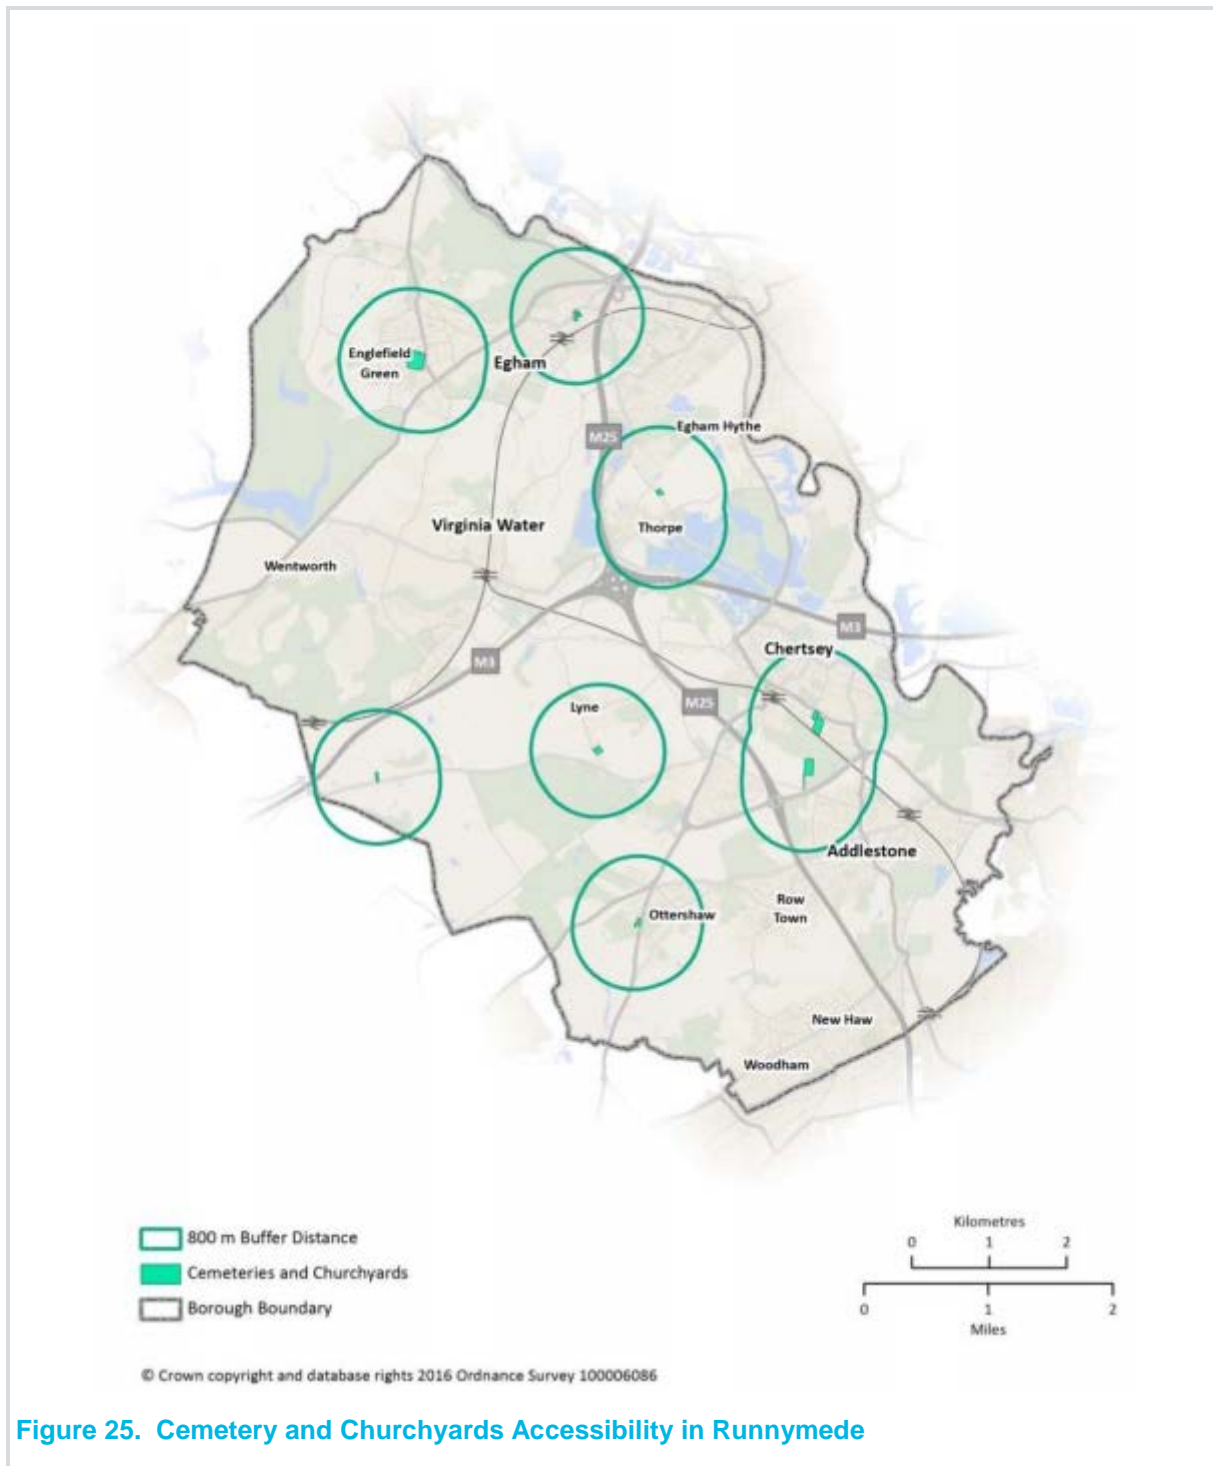 Englefield
Green
Egham
M25
Egham Hythe
Virginia Water
Thorpe
Wentworth
M3
Chertsey
M3
Lyne
M25
Addlestone
Row
Town
Ottershaw
New Haw
Woodham
800 m Buffer Distance
Cemeteries and Churchyards
Borough Boundary
Kilometres
0 1 2
0 1 2
Miles
© Crown copyright and database rights 2016 Ordnance Survey 100006086
Figure 25. Cemetery and Churchyards Accessibility in Runnymede